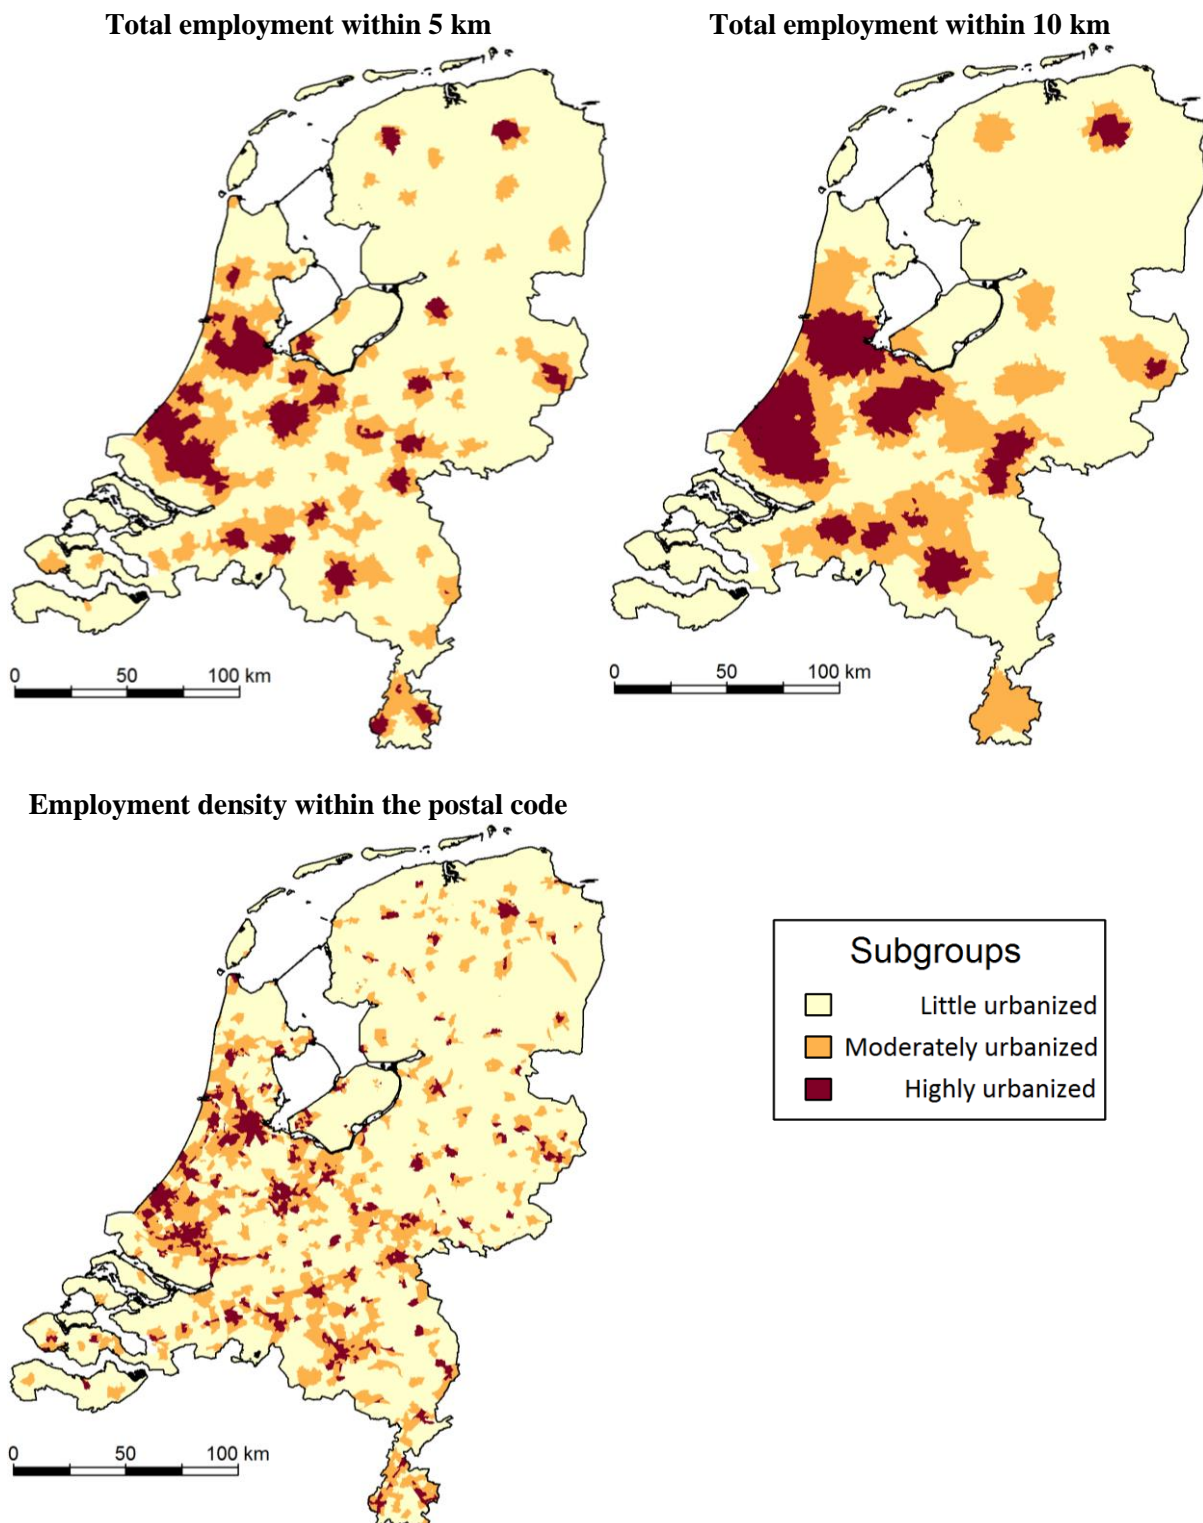 Total employment within 5 km
Total employment within 10 km
0 50 100 km
0 50 100 km
Employment density within the postal code
Subgroups
Little urbanized
Moderately urbanized
Highly urbanized
0 50 100 km